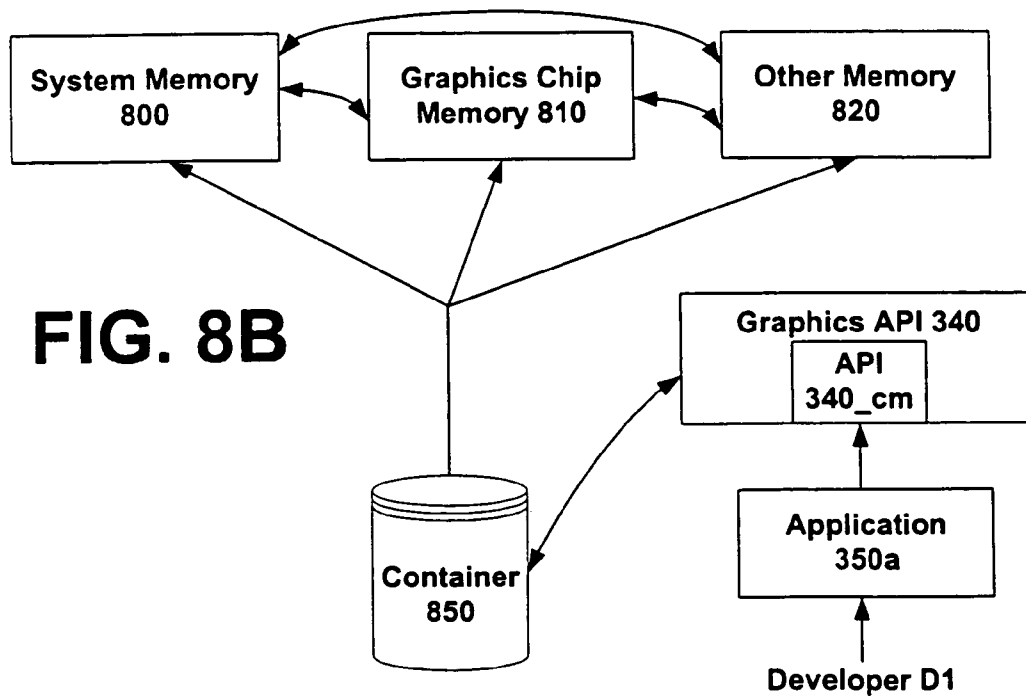 System Memory
800
Graphics Chip
Memory 810
Other Memory
820
FIG. 8B
Graphics API 340
API
340_cm
Application
350a
Container
850
Developer D1